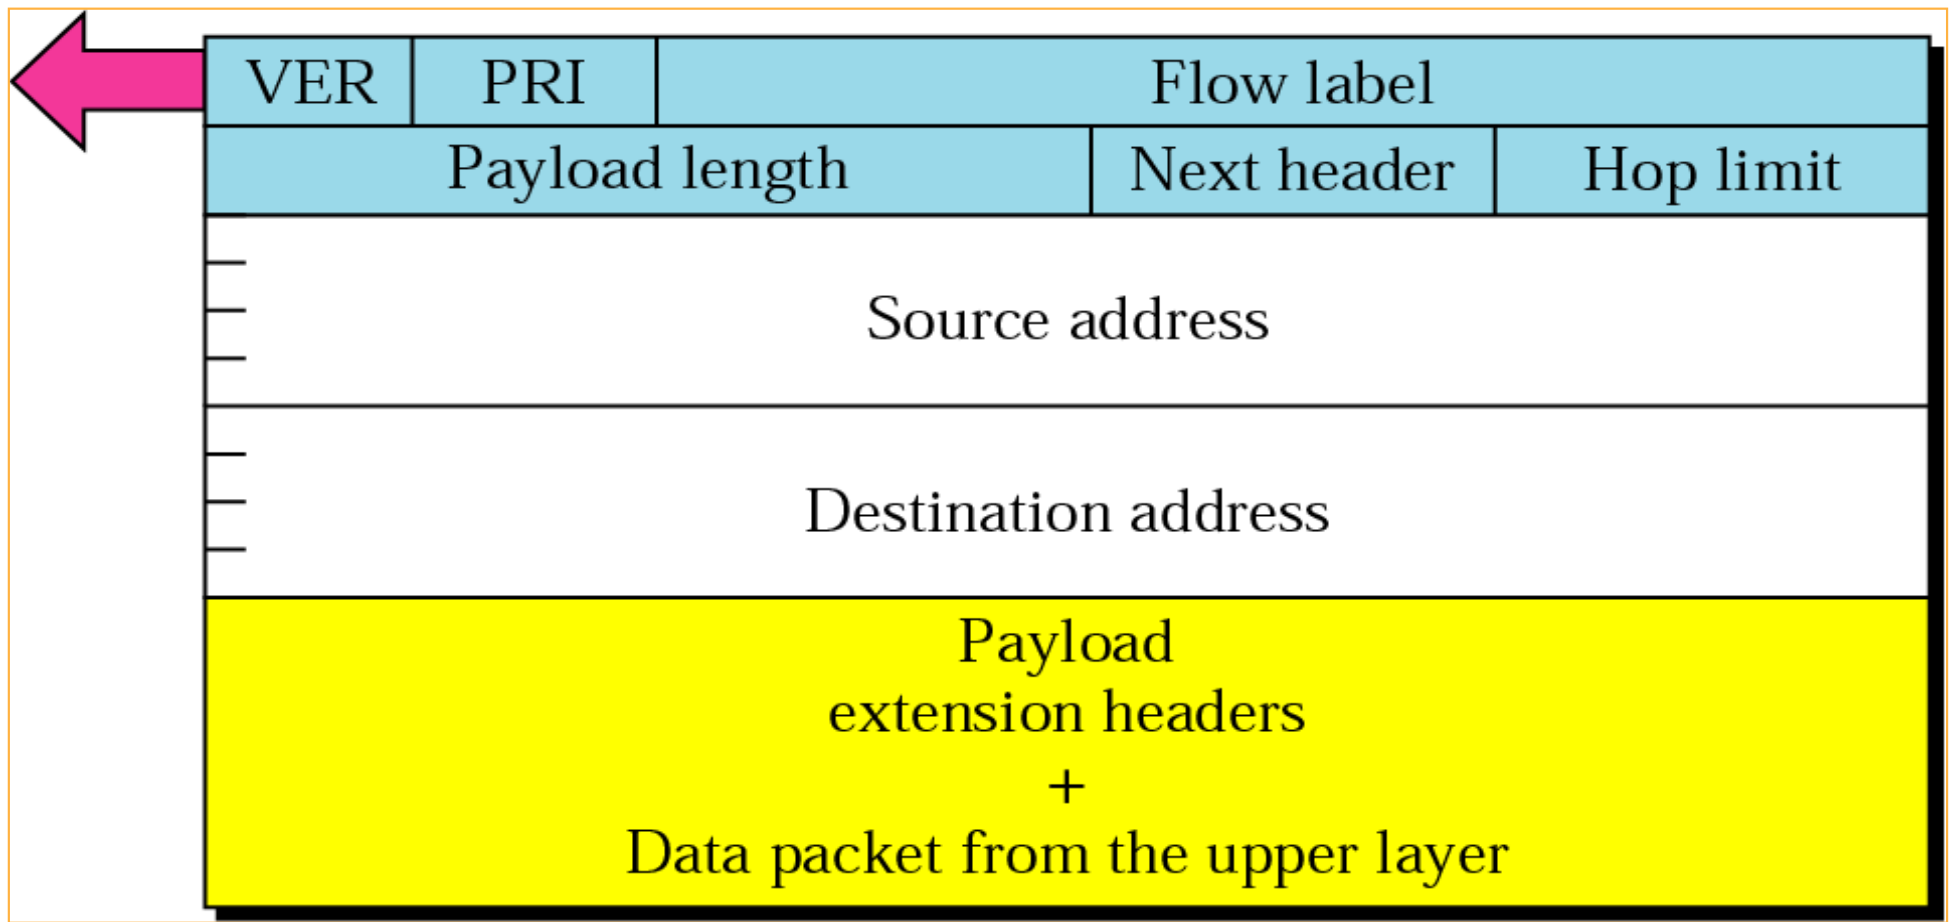 VER PRI Flow label
Payload length Next header Hop limit
Source address
Destination address
Payload
extension headers
+
Data packet from the upper layer